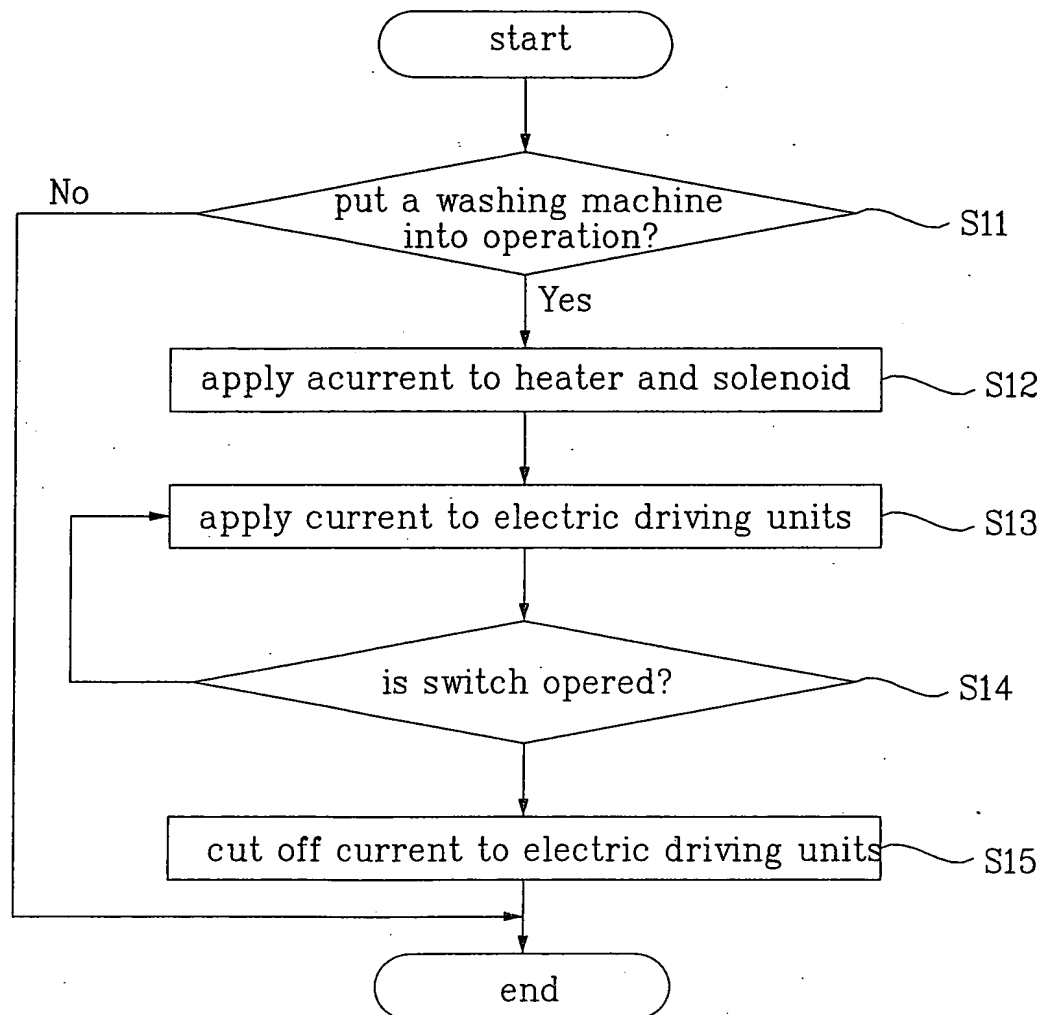 start
No
put a washing machine
into operation?
S11
Yes
apply acurrent to heater and solenoid
S12
apply current to electric driving units
S13
is switch opered?
S14
cut off current to electric driving units
S15
end